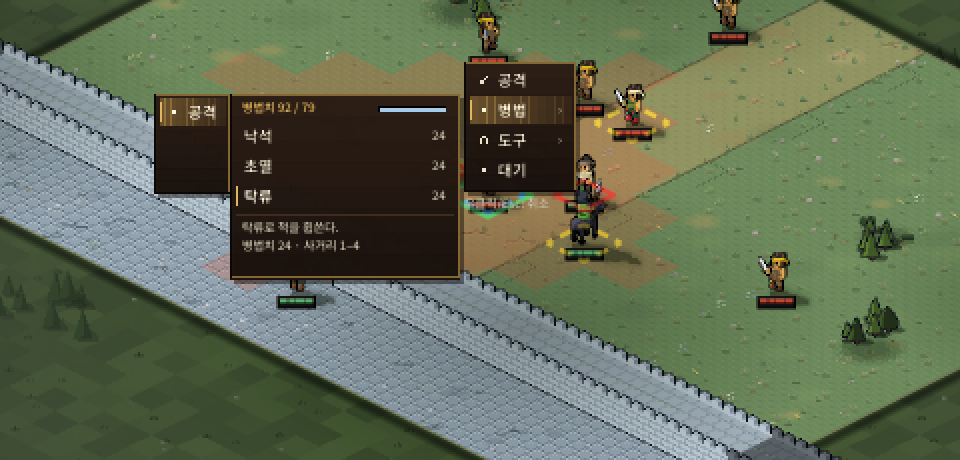 공격
병법치 92 / 79
낙석 24
초열 24
탁류 24
탁류로 적을 휩쓴다.
병법치 24 · 사거리 1–4
공격
병법
도구
대기
취소